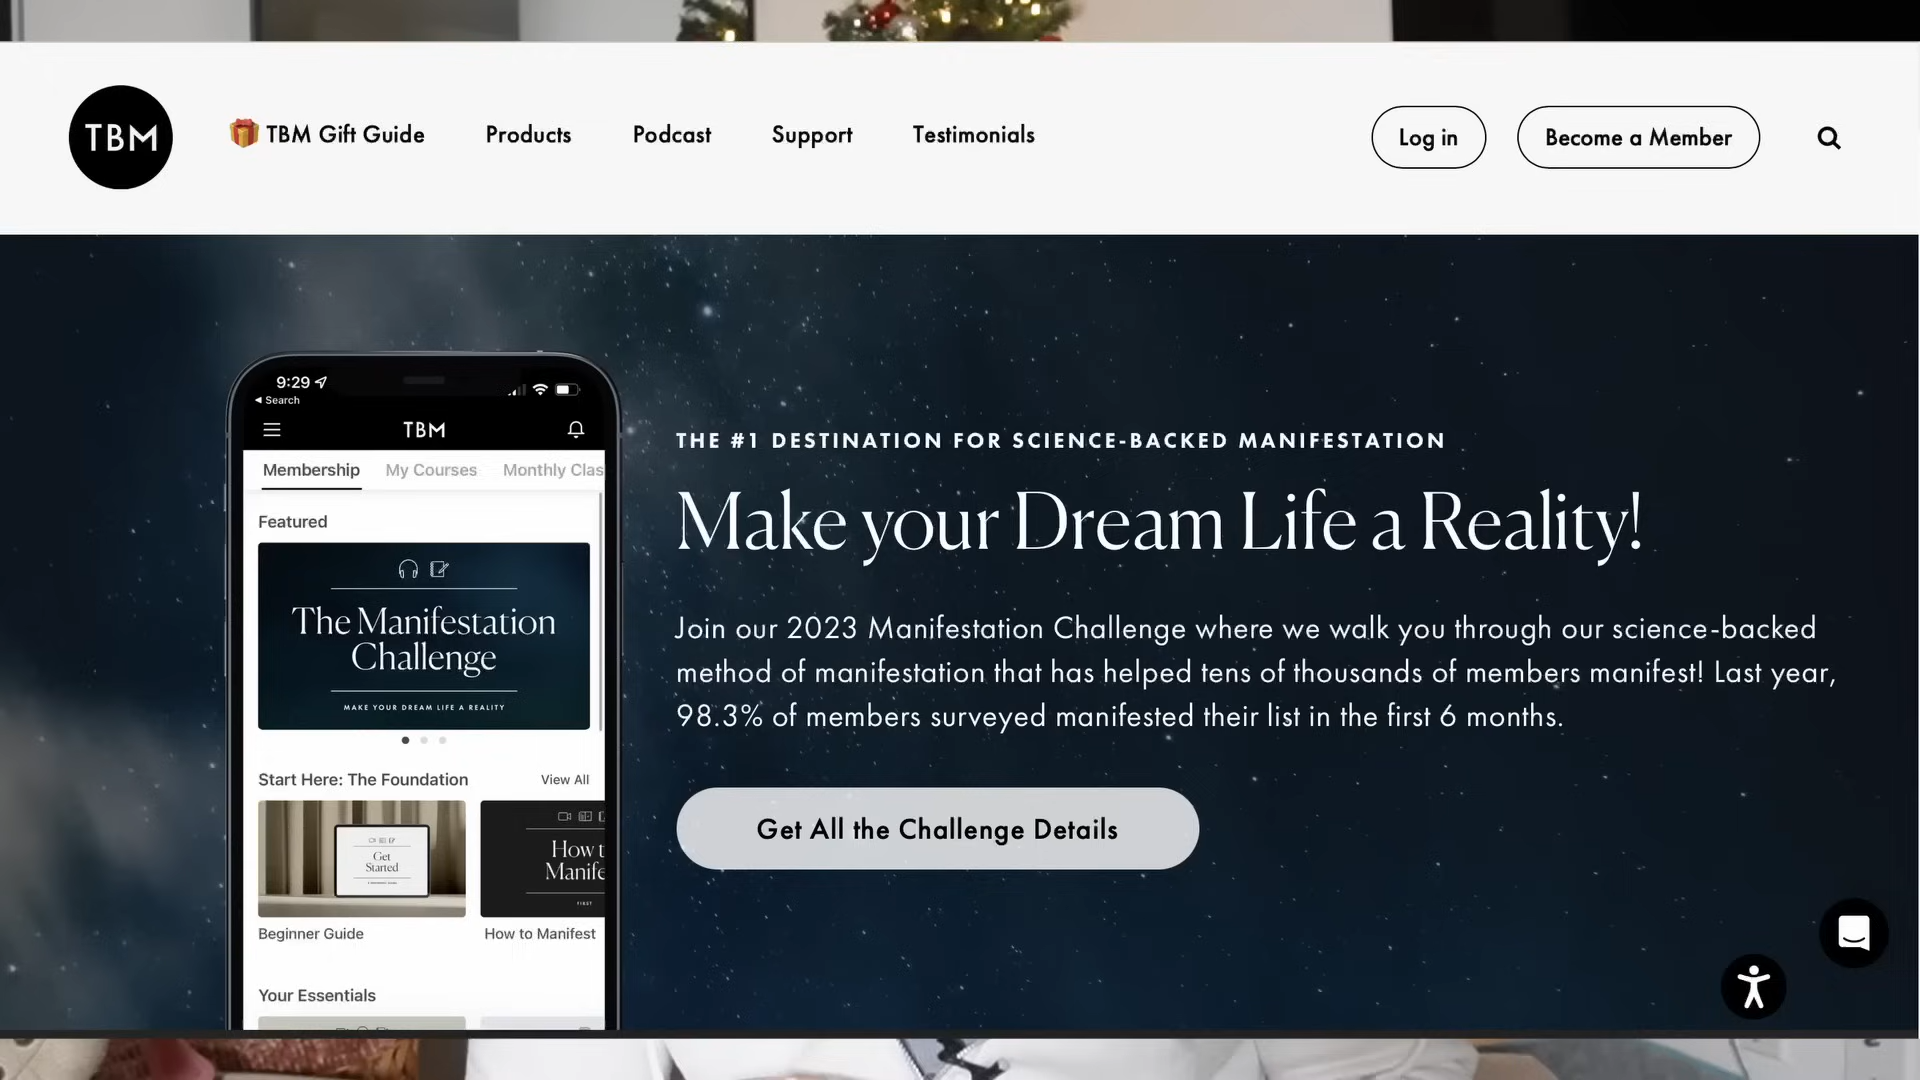 TBM
TBM Gift Guide
Products
Podcast
Support
Testimonials
Log in
Become a Member
9:29
Search
TBM
Membership
My Courses
Monthly Clas
Featured
The Manifestation
Challenge
MAKE YOUR DREAM LIFE A REALITY
Start Here: The Foundation
View All
Get
Started
How t
Manife
FIRST
Beginner Guide
How to Manifest
Your Essentials
THE #1 DESTINATION FOR SCIENCE-BACKED MANIFESTATION
Make your Dream Life a Reality!
Join our 2023 Manifestation Challenge where we walk you through our science-backed
method of manifestation that has helped tens of thousands of members manifest! Last year,
98.3% of members surveyed manifested their list in the first 6 months.
Get All the Challenge Details